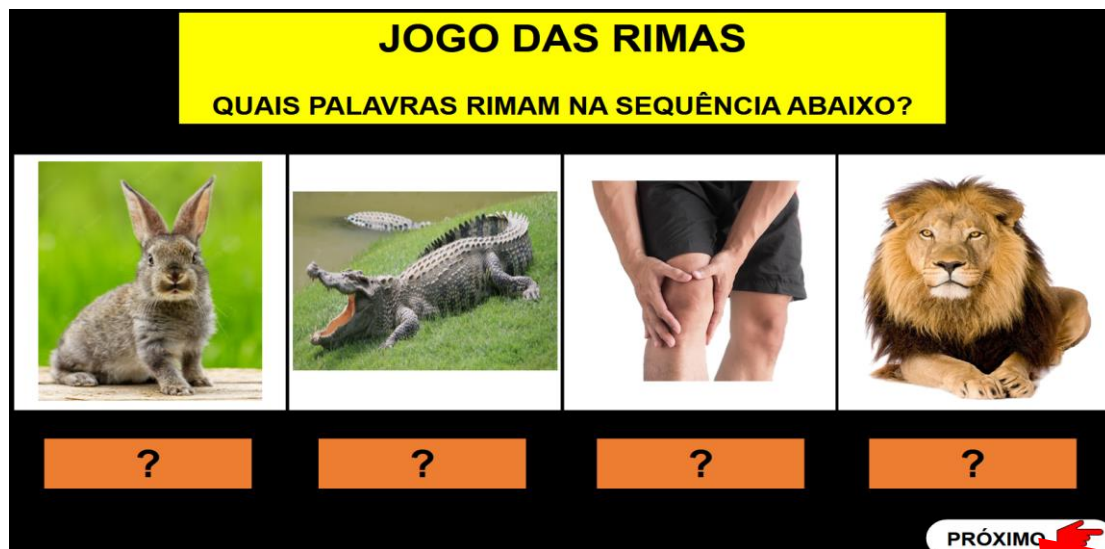 JOGO DAS RIMAS
QUAIS PALAVRAS RIMAM NA SEQUÊNCIA ABAIXO?
? ? ? ?
PRÓXIMO